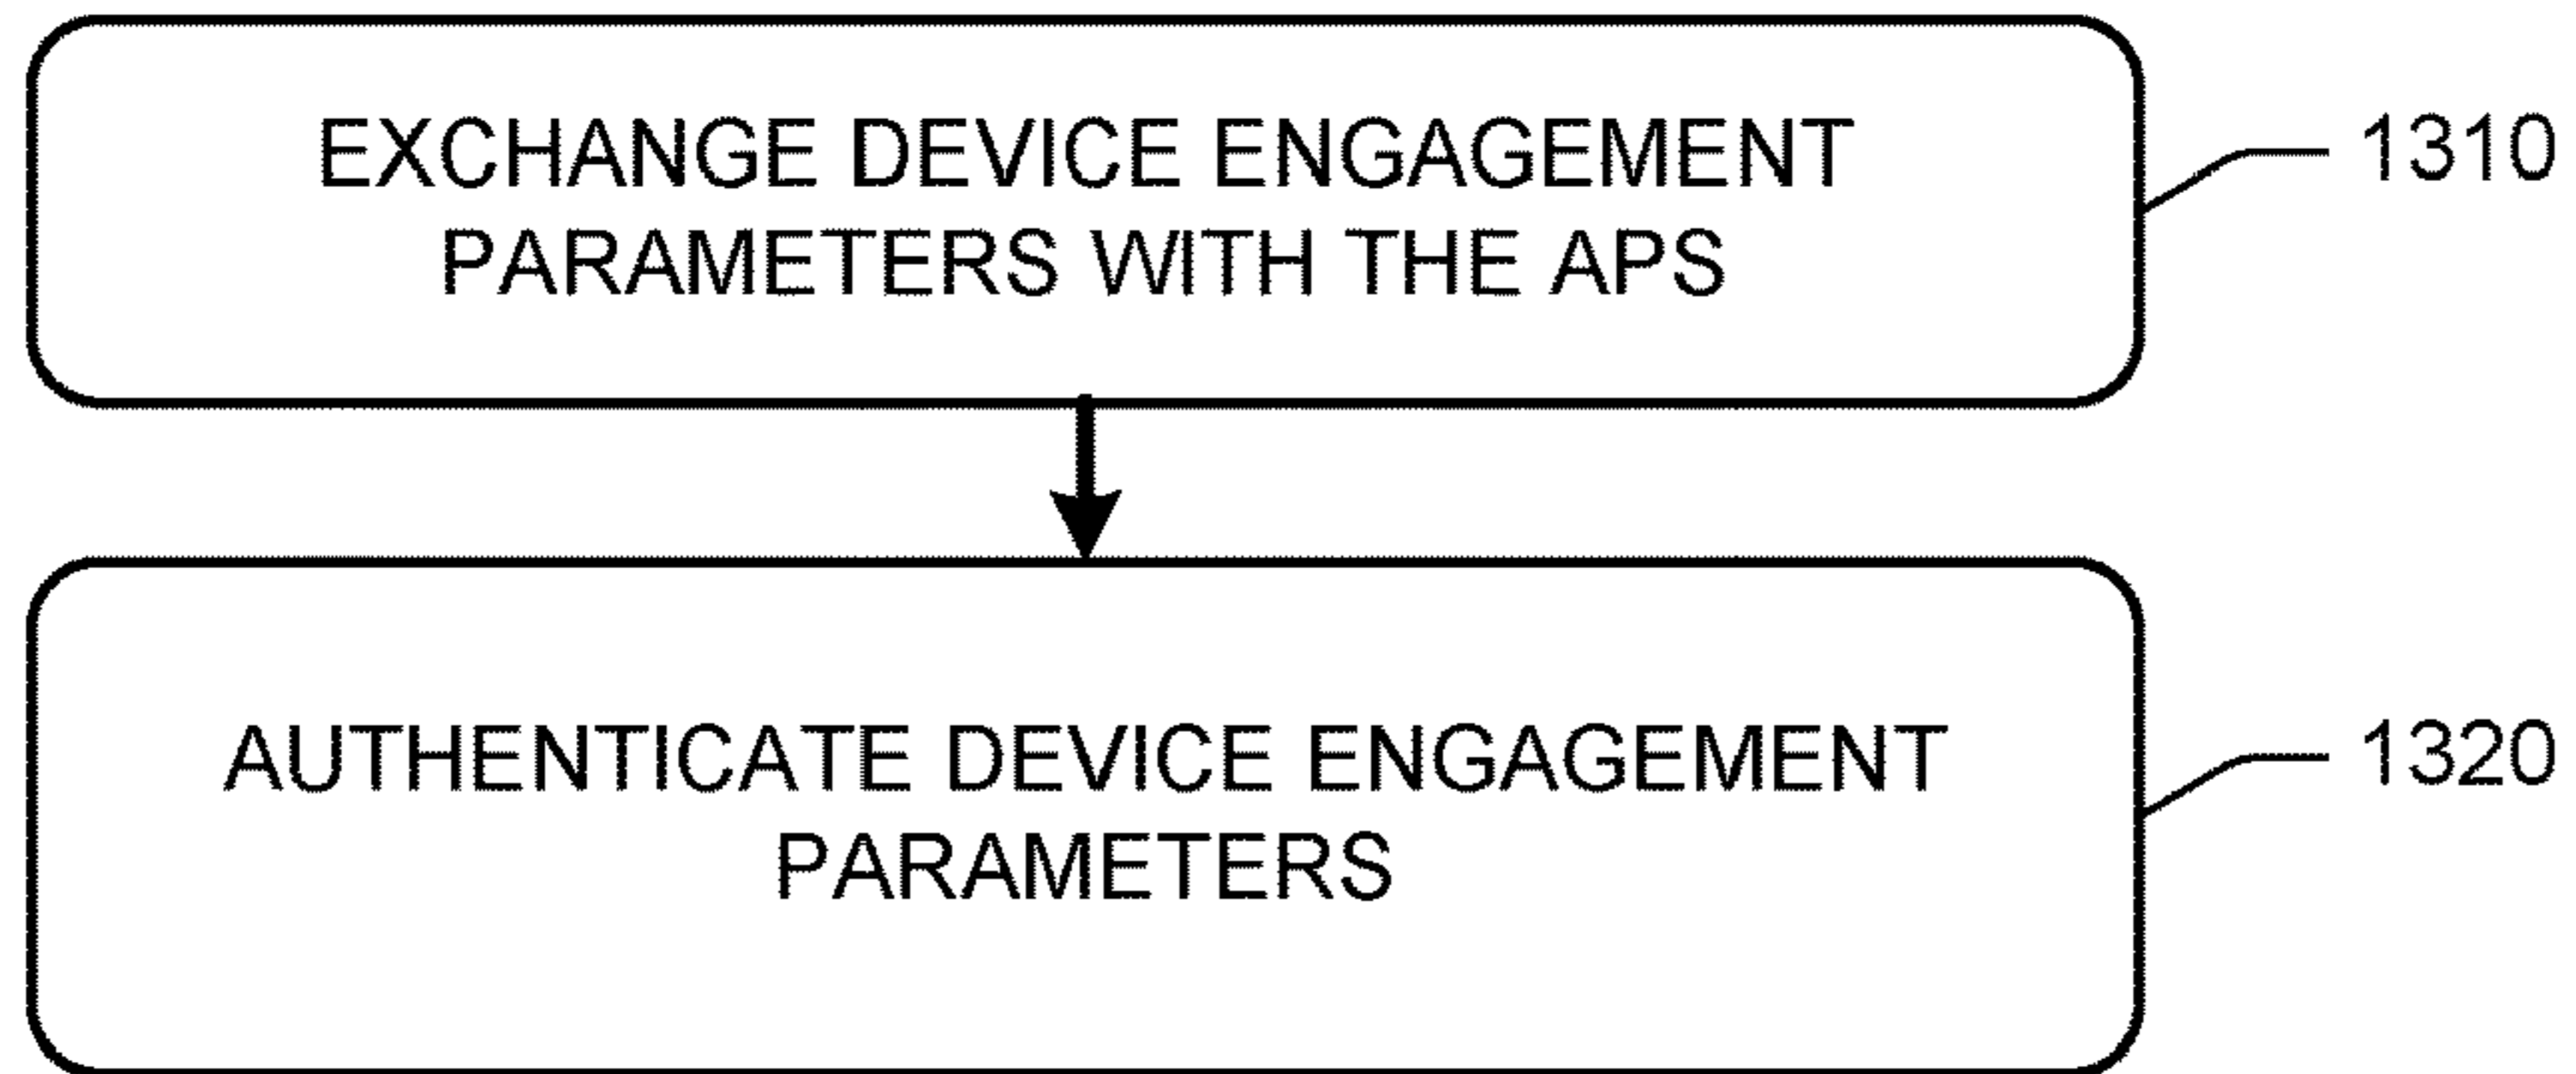 EXCHANGE DEVICE ENGAGEMENT
PARAMETERS WITH THE APS
1310
AUTHENTICATE DEVICE ENGAGEMENT
PARAMETERS
1320